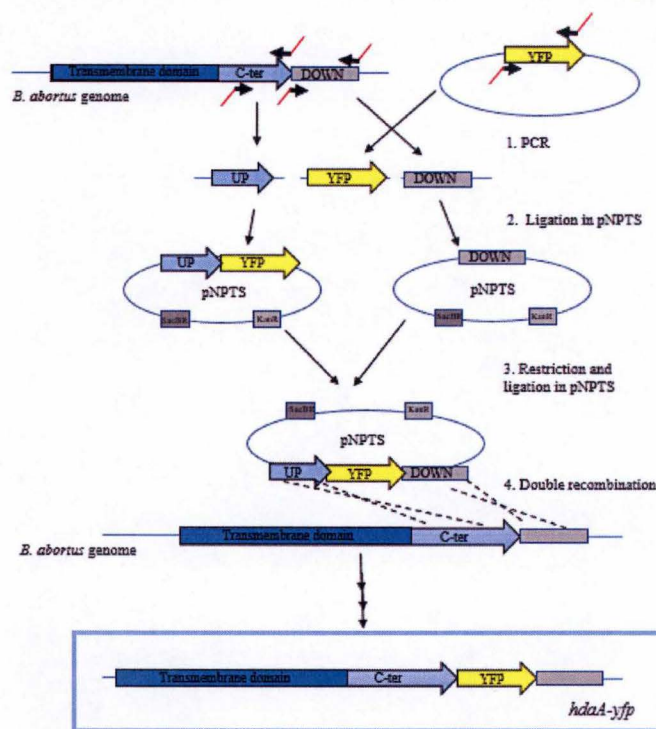 Transmembrane domain
C-ter
DOWN
B. abortus genome
YFP
1. PCR
UP
YFP
DOWN
2. Ligation in pNPTS
UP
YFP
pNPTS
SacBR
KanR
DOWN
pNPTS
SacBR
KanR
3. Restriction and
ligation in pNPTS
SacBR
KanR
pNPTS
UP
YFP
DOWN
4. Double recombination
Transmembrane domain
C-ter
B. abortus genome
Transmembrane domain
C-ter
YFP
hdaA-yfp